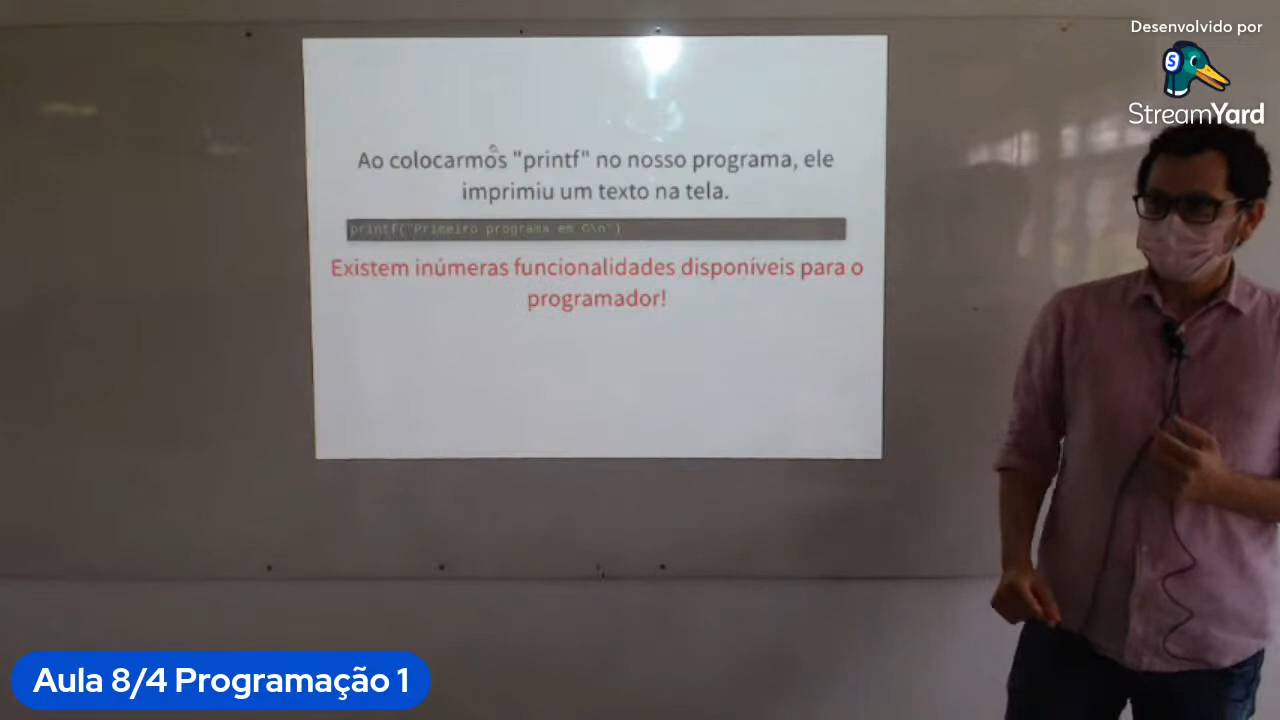 Desenvolvido por
StreamYard
Ao colocarmos "printf" no nosso programa, ele
imprimiu um texto na tela.
printf("Primeiro programa em C\n")
Existem inúmeras funcionalidades disponíveis para o
programador!
Aula 8/4 Programação 1